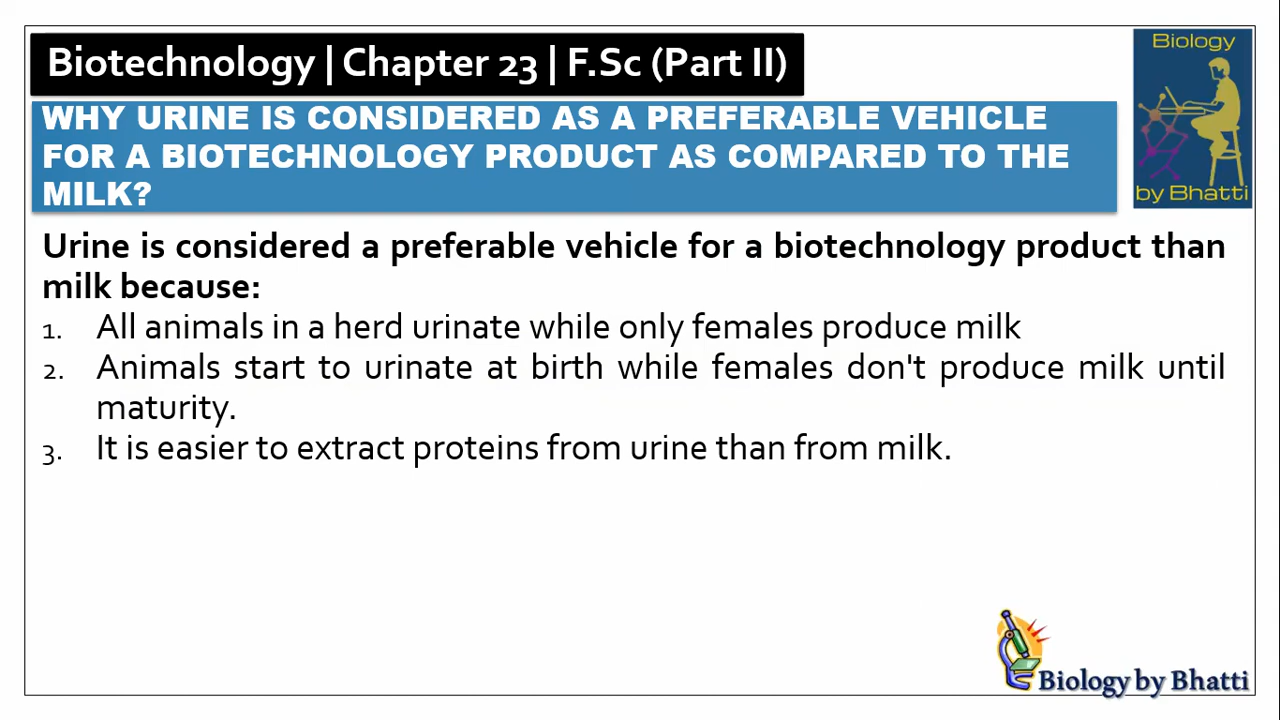 Biotechnology | Chapter 23 | F.Sc (Part II)
Biology
by Bhatti
WHY URINE IS CONSIDERED AS A PREFERABLE VEHICLE
FOR A BIOTECHNOLOGY PRODUCT AS COMPARED TO THE
MILK?
Urine is considered a preferable vehicle for a biotechnology product than
milk because:
1. All animals in a herd urinate while only females produce milk
2. Animals start to urinate at birth while females don't produce milk until
maturity.
3. It is easier to extract proteins from urine than from milk.
Biology by Bhatti